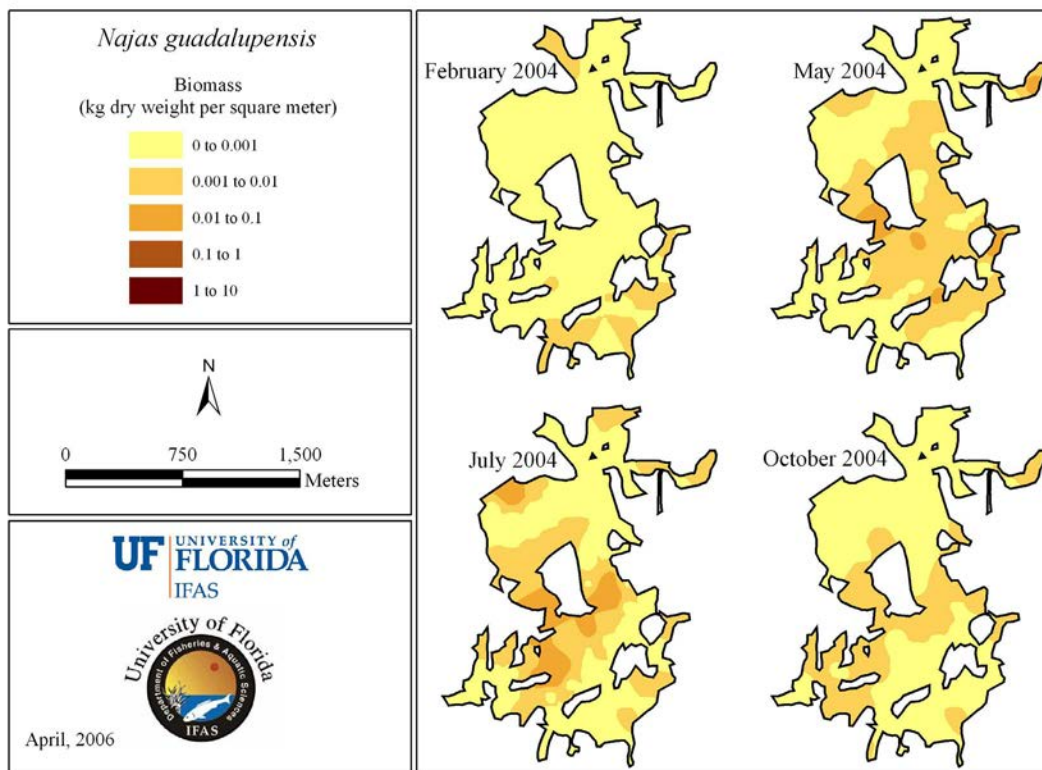 Najas guadalupensis
Biomass
(kg dry weight per square meter)
0 to 0.001
0.001 to 0.01
0.01 to 0.1
0.1 to 1
1 to 10
N
0 750 1,500
Meters
UF UNIVERSITY of
FLORIDA
IFAS
University of Florida
Department of Fisheries & Aquatic Sciences
IFAS
April, 2006
February 2004
May 2004
July 2004
October 2004